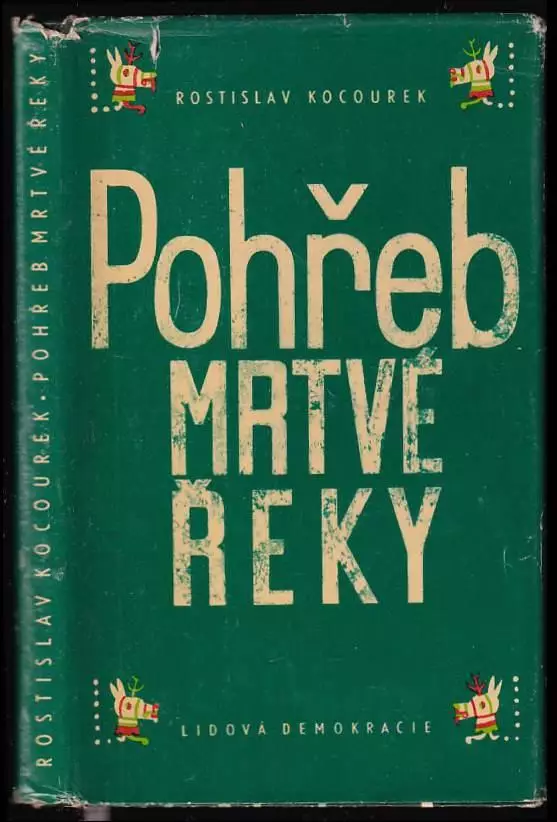 ROSTISLAV KOCOUREK
Pohřeb
MRTVÉ
ŘEKY
LIDOVÁ DEMOKRACIE
ROSTISLAV KOCOUREK · POHŘEB MRTVÉ ŘEKY